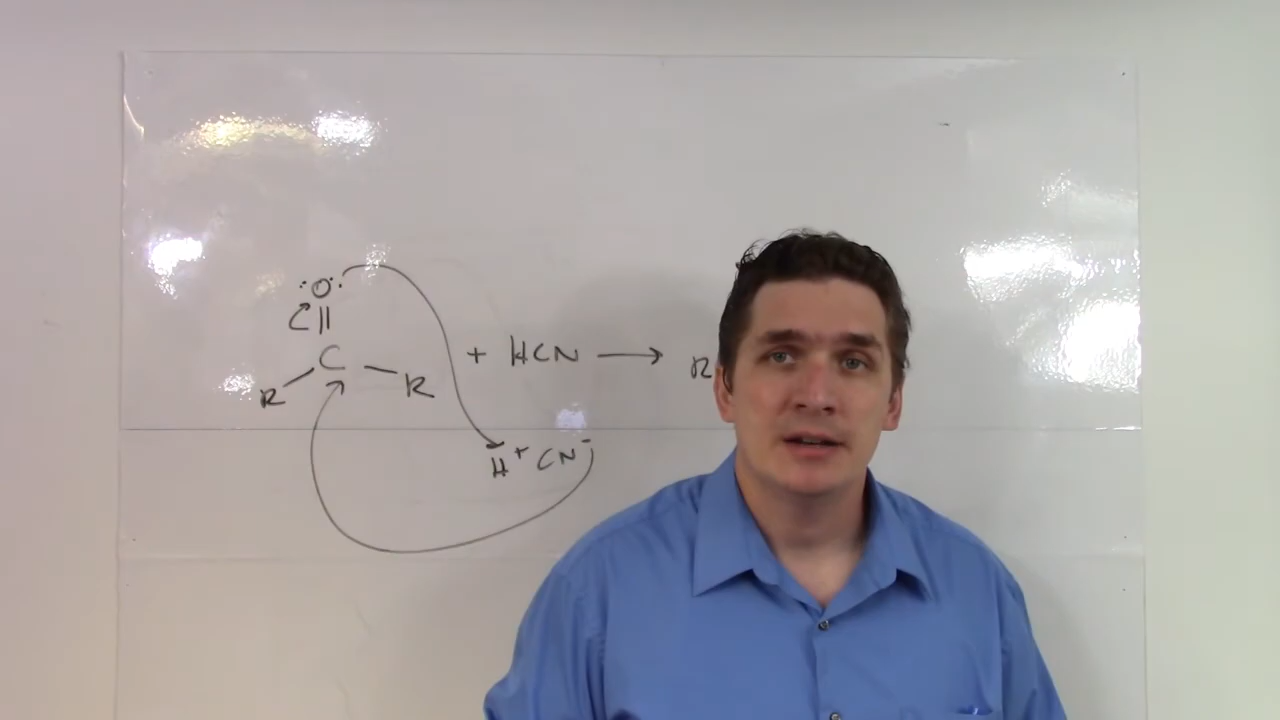 :O:
||
C + HCN → R
R R
H⁺ CN⁻